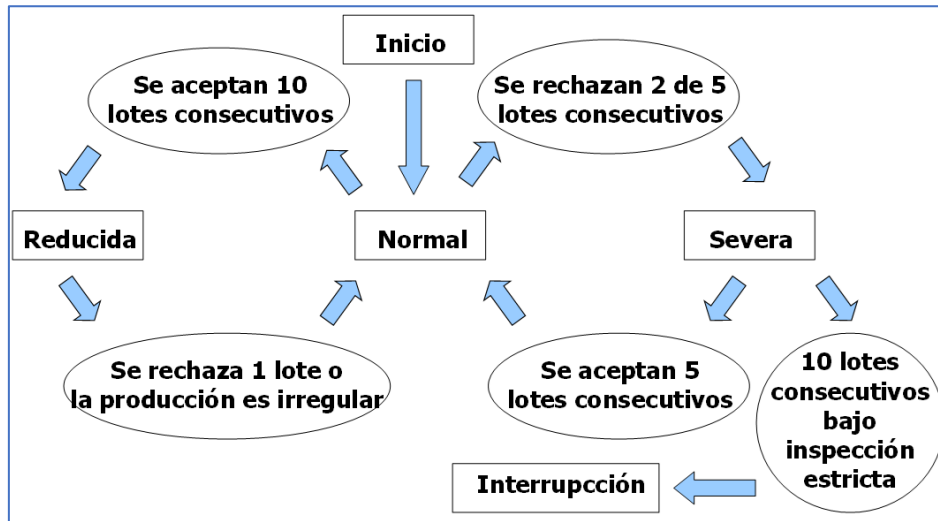 Inicio
Se aceptan 10
lotes consecutivos
Se rechazan 2 de 5
lotes consecutivos
Reducida
Normal
Severa
Se rechaza 1 lote o
la producción es irregular
Se aceptan 5
lotes consecutivos
10 lotes
consecutivos
bajo
inspección
estricta
Interrupcción